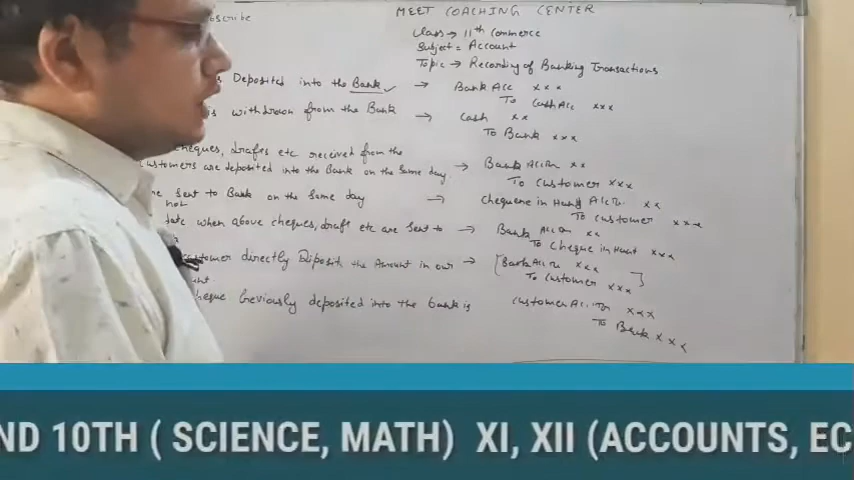 MEET COACHING CENTER
Class → 11th Commerce
Subject = Account
Topic → Recording of Banking Transactions
Deposited into the Bank → Bank A/c xxx
To Cash A/c xxx
is withdrawn from the Bank → Cash xx
To Bank xxx
cheques, drafts etc received from the
customers are deposited into the Bank on the same day. → Bank A/c Dr xx
To Customer xxx
sent to Bank on the same day → Cheque in Hand A/c Dr xx
not
To Customer xxx
date when above cheques, draft etc are sent to → Bank A/c Dr xx
To Cheque in Hand xxx
customer directly Deposit the Amount in our → Bank A/c Dr xxx
To Customer xxx
cheque deposited into the bank is Customer A/c Dr xxx
To Bank xxx
ND 10TH ( SCIENCE, MATH) XI, XII (ACCOUNTS, EC